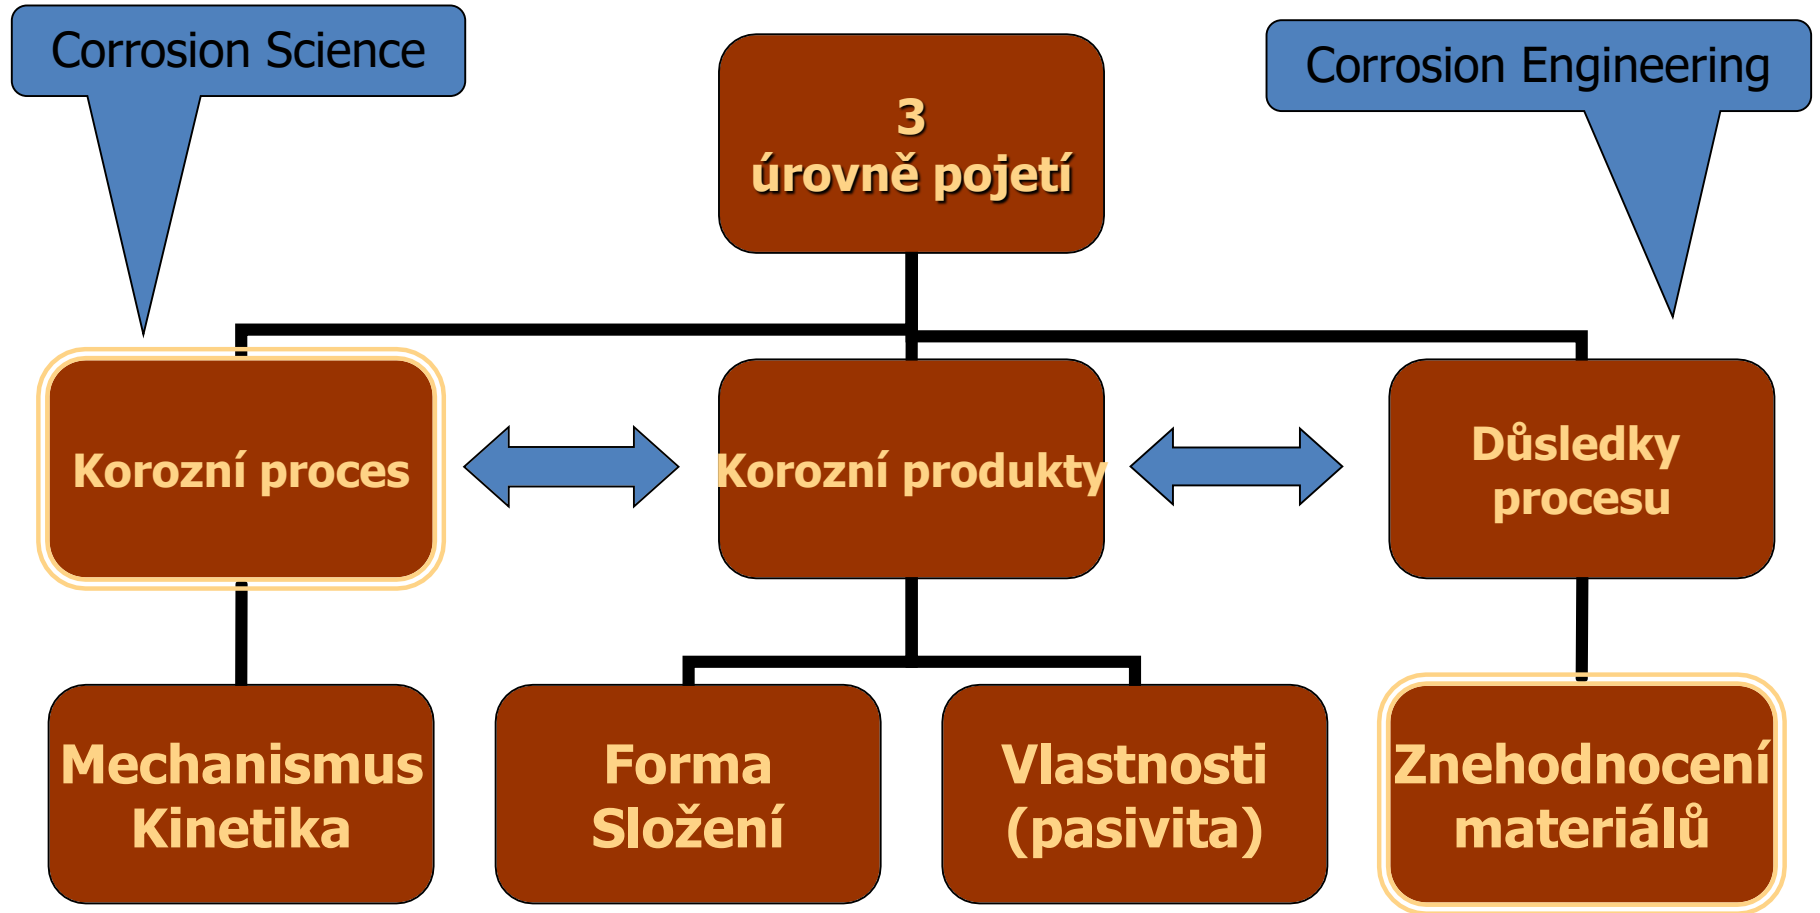 Corrosion Science
3
úrovně pojetí
Corrosion Engineering
Korozní proces
Korozní produkty
Důsledky
procesu
Mechanismus
Kinetika
Forma
Složení
Vlastnosti
(pasivita)
Znehodnocení
materiálů